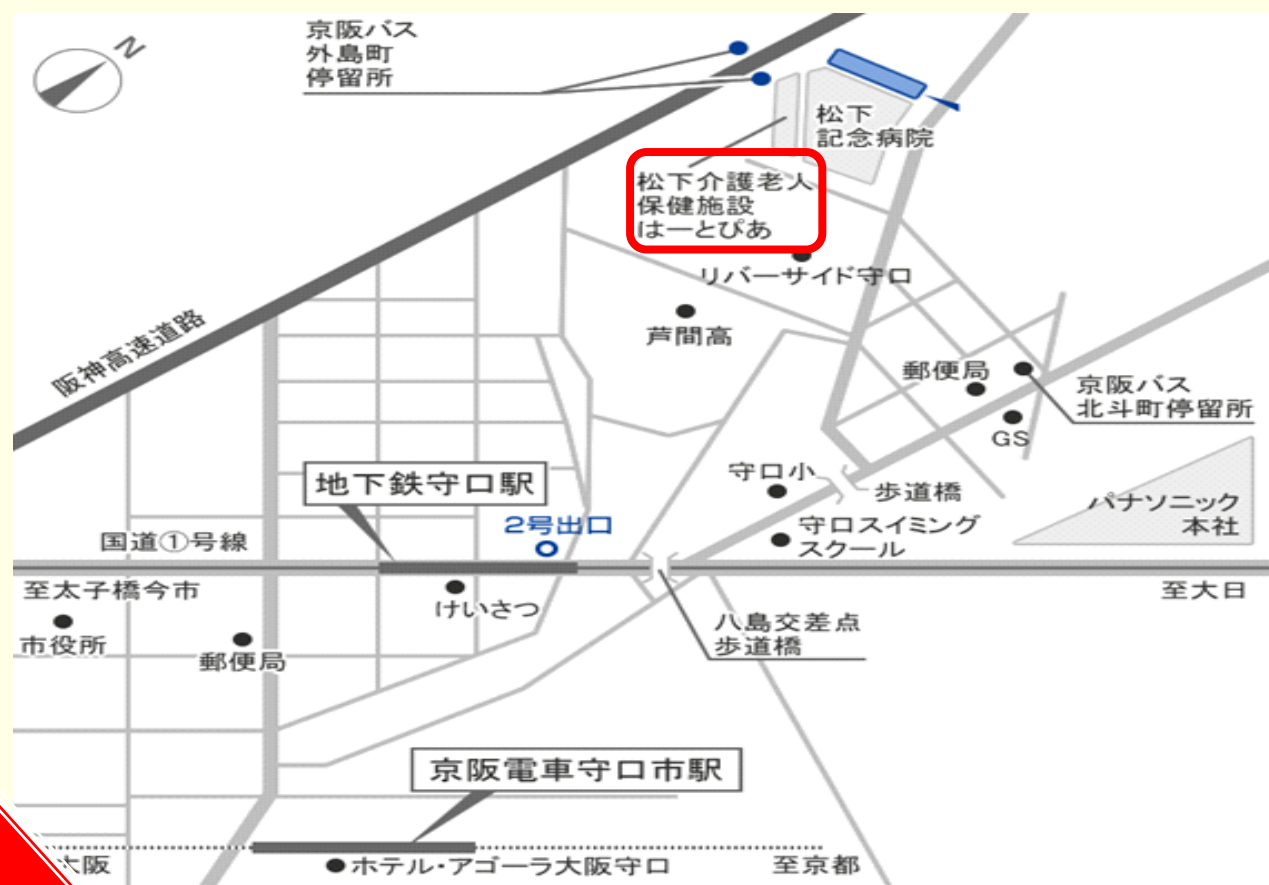 N
京阪バス
外島町
停留所
松下
記念病院
松下介護老人
保健施設
はーとぴあ
リバーサイド守口
芦間高
阪神高速道路
郵便局
京阪バス
北斗町停留所
GS
地下鉄守口駅
守口小
歩道橋
パナソニック
本社
2号出口
守口スイミング
スクール
国道①号線
至太子橋今市
けいさつ
至大日
市役所
郵便局
八島交差点
歩道橋
京阪電車守口市駅
大阪
ホテル・アゴーラ大阪守口
至京都